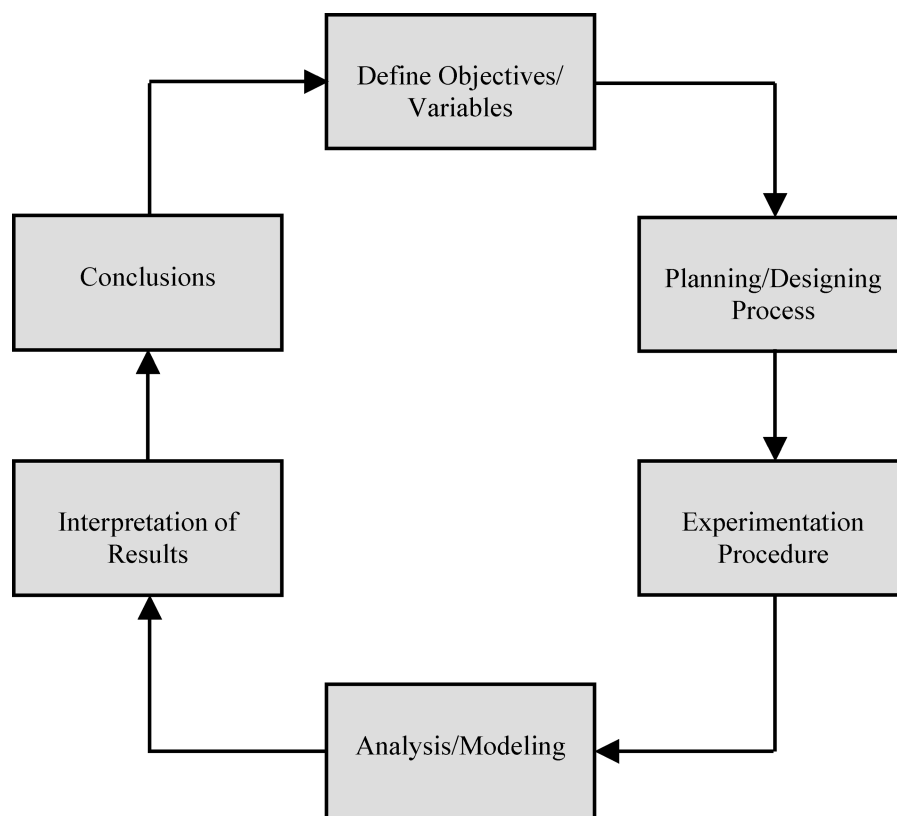 Define Objectives/
Variables
Planning/Designing
Process
Experimentation
Procedure
Analysis/Modeling
Interpretation of
Results
Conclusions